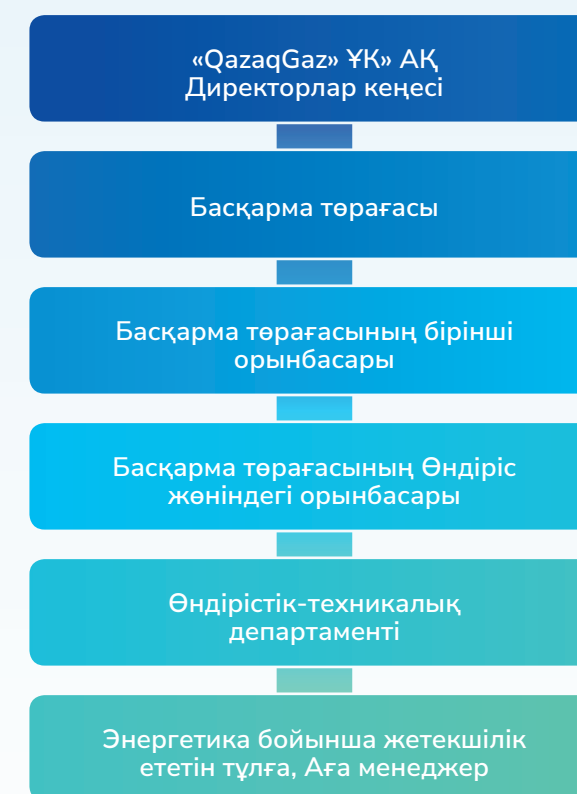 «QazaqGaz» ҰК» АҚ
Директорлар кеңесі
Басқарма төрағасы
Басқарма төрағасының бірінші
орынбасары
Басқарма төрағасының Өндіріс
жөніндегі орынбасары
Өндірістік-техникалық
департаменті
Энергетика бойынша жетекшілік
ететін тұлға, Аға менеджер